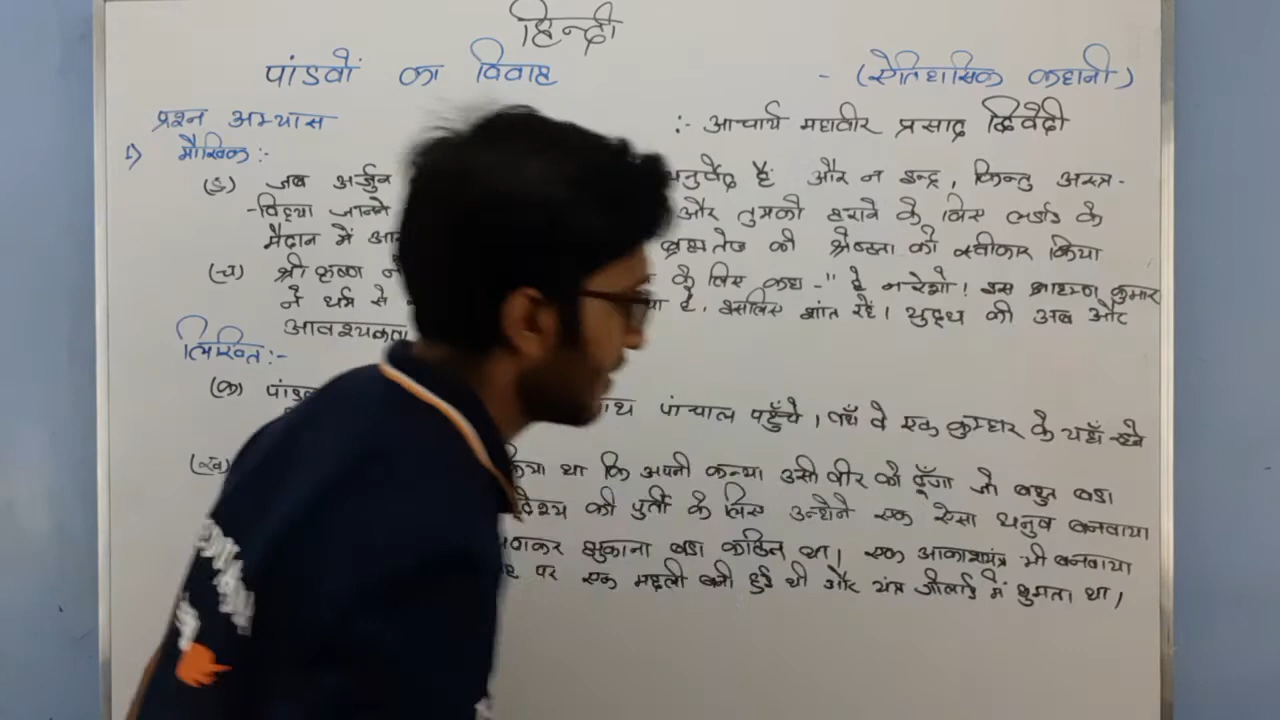 हिन्दी
पांडवों का विवाह - (ऐतिहासिक कहानी)
प्रश्न अभ्यास :- आचार्य महावीर प्रसाद द्विवेदी
1) मौखिक:-
(ङ) जब अर्जुन धनुर्वेद हैं और न इन्द्र, किन्तु अस्त्र-
-विद्या जानने और तुमको हराने के लिए लड़ाई के
मैदान में ब्रह्मतेज की श्रेष्ठता को स्वीकार किया
(च) श्री कृष्ण ने के लिए कहा - " हे नरेशो! इस ब्राह्मण कुमार
ने धर्म से है, इसलिए शांत रहें। युद्ध की अब और
आवश्यकता
लिखित:-
(क) साथ पांचाल पहुँचे। वहाँ वे एक कुम्हार के यहाँ रुके
(ख) किया था कि अपनी कन्या उसी वीर को दूँगा जो बहुत बडा
की पुर्ती के लिए उन्होंने एक ऐसा धनुष बनवाया
झुकाना बडा कठिन था। एक आकाशयंत्र भी बनवाया
पर एक मछली बनी हुई थी और यंत्र गोलाई में घुमता था,